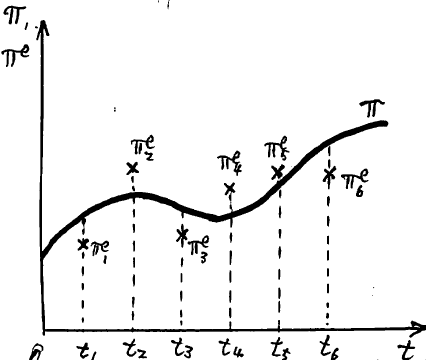 π,
πᵉ
π
π₂ᵉ
π₄ᵉ
π₅ᵉ
π₆ᵉ
π₁ᵉ
π₃ᵉ
0 t₁ t₂ t₃ t₄ t₅ t₆ t